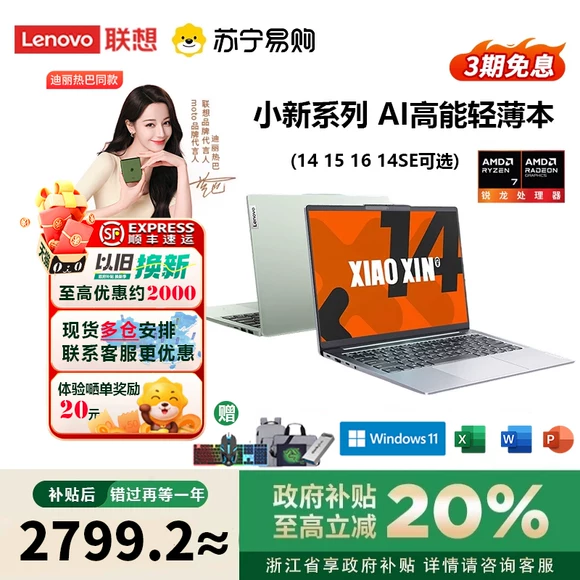 Lenovo 联想 苏宁易购
3期免息
迪丽热巴同款
小新系列 AI高能轻薄本
(14 15 16 14SE可选)
迪丽热巴
联想品牌代言人
moto品牌代言人
AMD
RYZEN
7
AMD
RADEON
GRAPHICS
锐龙处理器
Lenovo
XIAO XIN
14
SF EXPRESS
顺丰速运
以旧换新
至高优惠约2000
现货多仓安排
联系客服更优惠
体验晒单奖励
20元
赠
Windows 11
X
W
P
补贴后 错过再等一年
2799.2≈
政府补贴
至高立减
20%
浙江省享政府补贴 详情请咨询客服